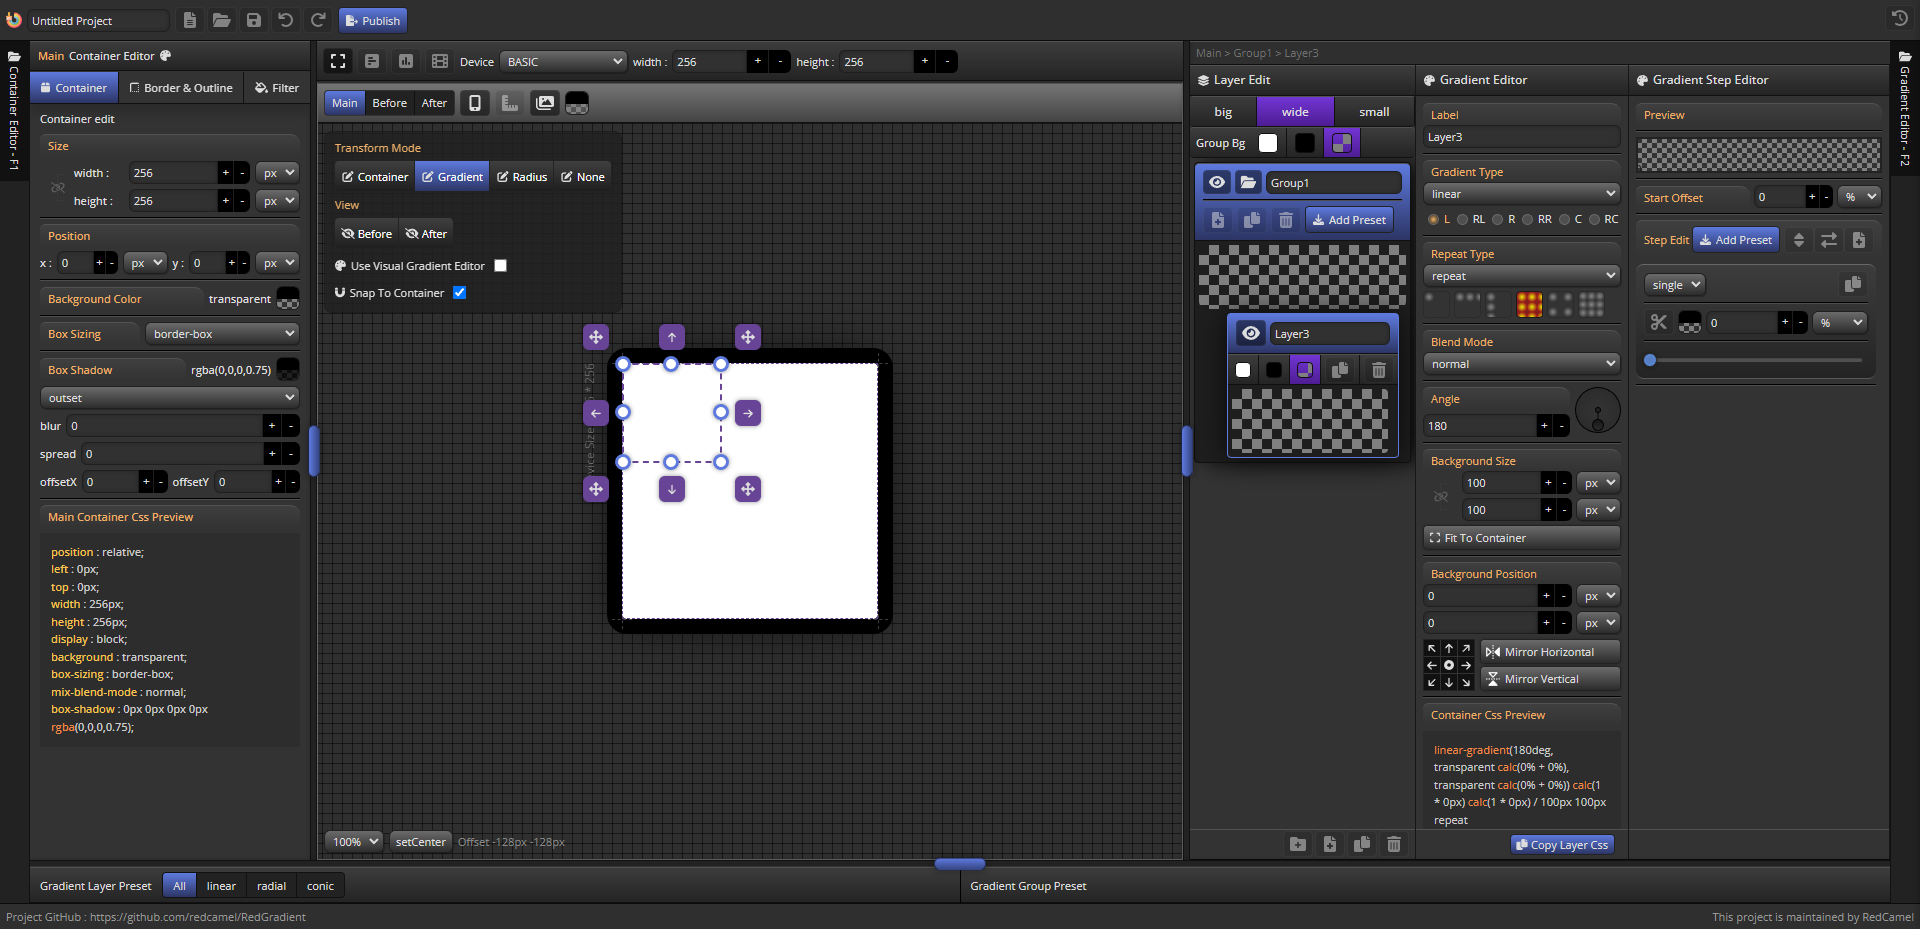 Untitled Project
Publish
Container Editor - F1
Main Container Editor
Container
Border & Outline
Filter
Container edit
Size
width : 256 + - px
height : 256 + - px
Position
x : 0 + - px y : 0 + - px
Background Color transparent
Box Sizing border-box
Box Shadow rgba(0,0,0,0.75)
outset
blur 0 + -
spread 0 + -
offsetX 0 + - offsetY 0 + -
Main Container Css Preview
position : relative;
left : 0px;
top : 0px;
width : 256px;
height : 256px;
display : block;
background : transparent;
box-sizing : border-box;
mix-blend-mode : normal;
box-shadow : 0px 0px 0px 0px
rgba(0,0,0,0.75);
Device BASIC width : 256 + - height : 256 + -
Main Before After
Transform Mode
Container Gradient Radius None
View
Before After
Use Visual Gradient Editor
Snap To Container
100% setCenter Offset -128px -128px
Main > Group1 > Layer3
Layer Edit
big wide small
Group Bg
Group1
Add Preset
Layer3
Gradient Editor
Label
Layer3
Gradient Type
linear
L RL R RR C RC
Repeat Type
repeat
Blend Mode
normal
Angle
180 + -
Background Size
100 + - px
100 + - px
Fit To Container
Background Position
0 + - px
0 + - px
Mirror Horizontal
Mirror Vertical
Container Css Preview
linear-gradient(180deg,
transparent calc(0% + 0%),
transparent calc(0% + 0%)) calc(1
* 0px) calc(1 * 0px) / 100px 100px
repeat
Copy Layer Css
Gradient Step Editor
Preview
Start Offset 0 + - %
Step Edit Add Preset
single
0 + - %
Gradient Editor - F2
Gradient Layer Preset All linear radial conic
Gradient Group Preset
Project GitHub : https://github.com/redcamel/RedGradient
This project is maintained by RedCamel